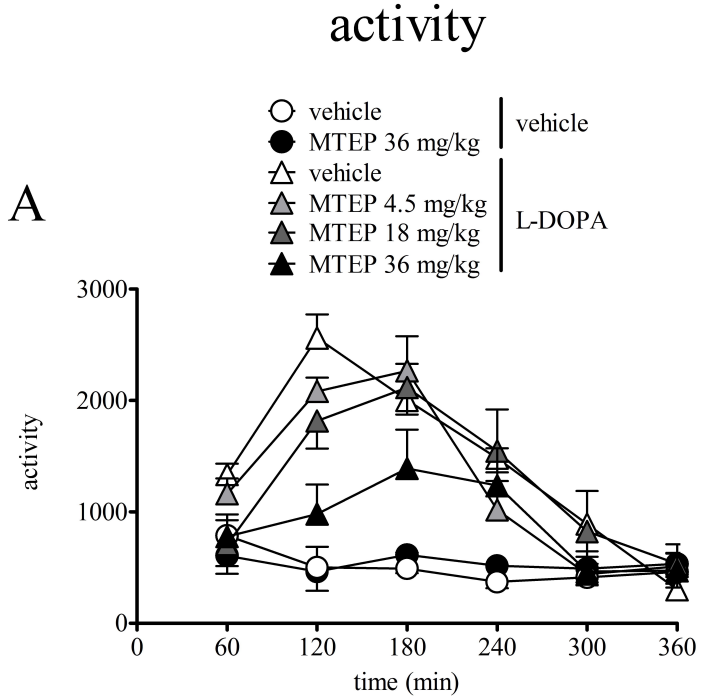 activity
vehicle
MTEP 36 mg/kg
vehicle
vehicle
MTEP 4.5 mg/kg
MTEP 18 mg/kg
MTEP 36 mg/kg
L-DOPA
A
3000
2000
1000
0
activity
0 60 120 180 240 300 360
time (min)